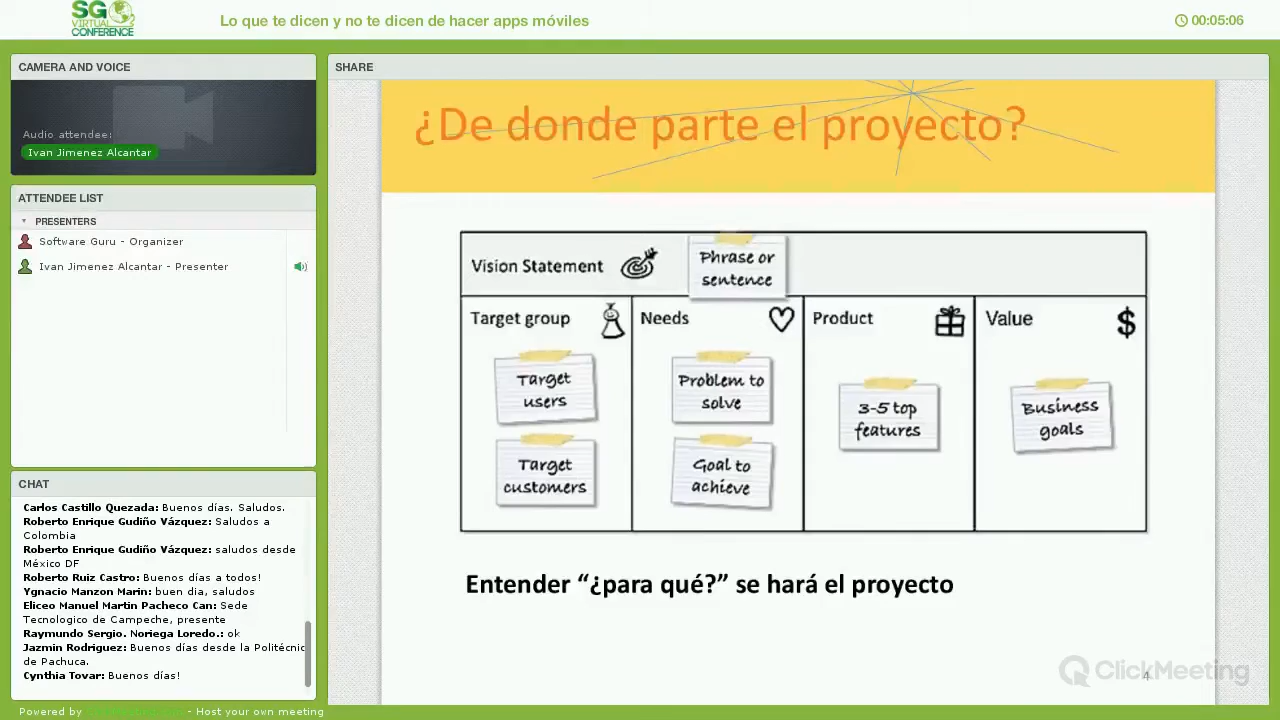 SG
VIRTUAL
CONFERENCE
Lo que te dicen y no te dicen de hacer apps móviles
00:05:06
CAMERA AND VOICE
Audio attendee:
Ivan Jimenez Alcantar
ATTENDEE LIST
PRESENTERS
Software Guru - Organizer
Ivan Jimenez Alcantar - Presenter
CHAT
Carlos Castillo Quezada: Buenos días. Saludos.
Roberto Enrique Gudiño Vázquez: Saludos a
Colombia
Roberto Enrique Gudiño Vázquez: saludos desde
México DF
Roberto Ruiz Castro: Buenos días a todos!
Ygnacio Manzon Marin: buen dia, saludos
Eliceo Manuel Martin Pacheco Can: Sede
Tecnologico de Campeche, presente
Raymundo Sergio. Noriega Loredo.: ok
Jazmin Rodriguez: Buenos días desde la Politécnic
de Pachuca.
Cynthia Tovar: Buenos días!
Powered by
- Host your own meeting
SHARE
¿De donde parte el proyecto?
Vision Statement
Phrase or
sentence
Target group
Target
users
Target
customers
Needs
Problem to
solve
Goal to
achieve
Product
3-5 top
features
Value
$
Business
goals
Entender “¿para qué?” se hará el proyecto
4
ClickMeeting